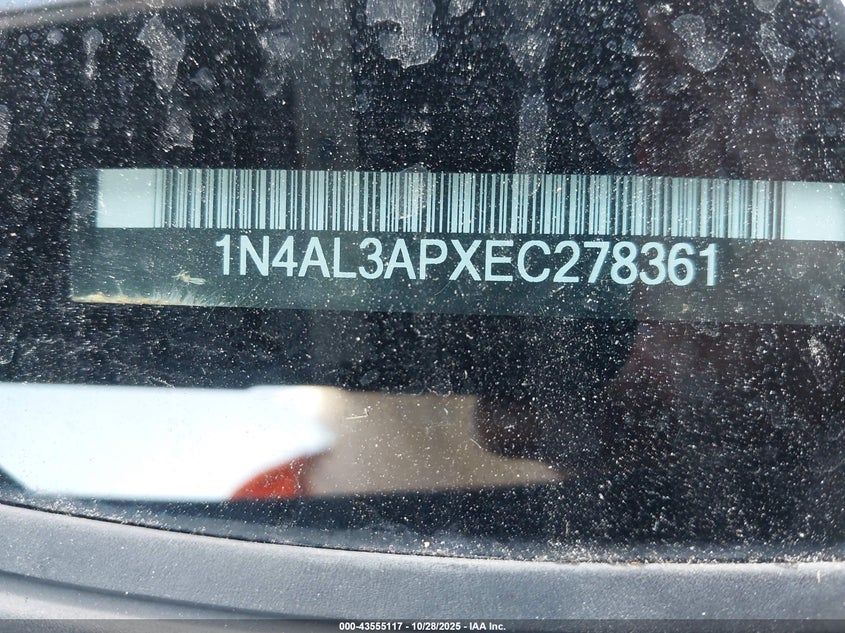 1N4AL3APXEC278361
000-43555117 - 10/28/2025 - IAA Inc.